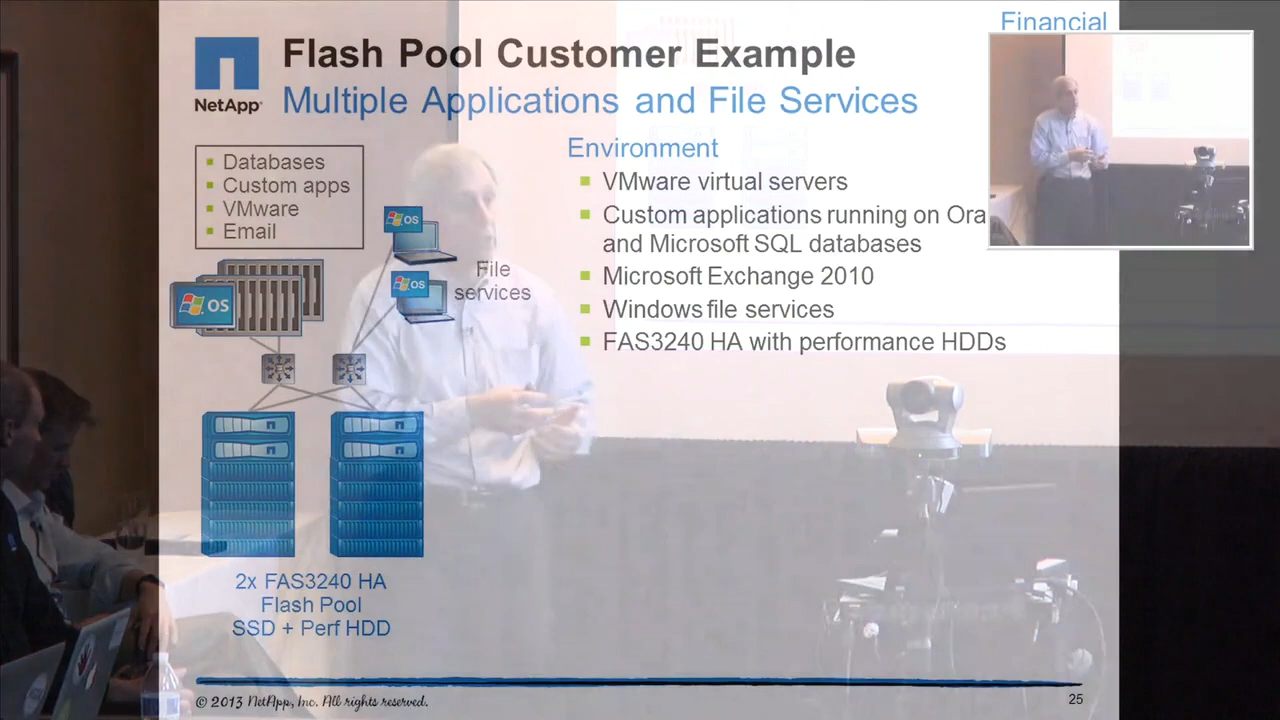 Financial
Flash Pool Customer Example
NetApp
Multiple Applications and File Services
Databases
Custom apps
VMware
Email
OS
OS
OS
File
services
2x FAS3240 HA
Flash Pool
SSD + Perf HDD
Environment
VMware virtual servers
Custom applications running on Ora
and Microsoft SQL databases
Microsoft Exchange 2010
Windows file services
FAS3240 HA with performance HDDs
© 2013 NetApp, Inc. All rights reserved.
25